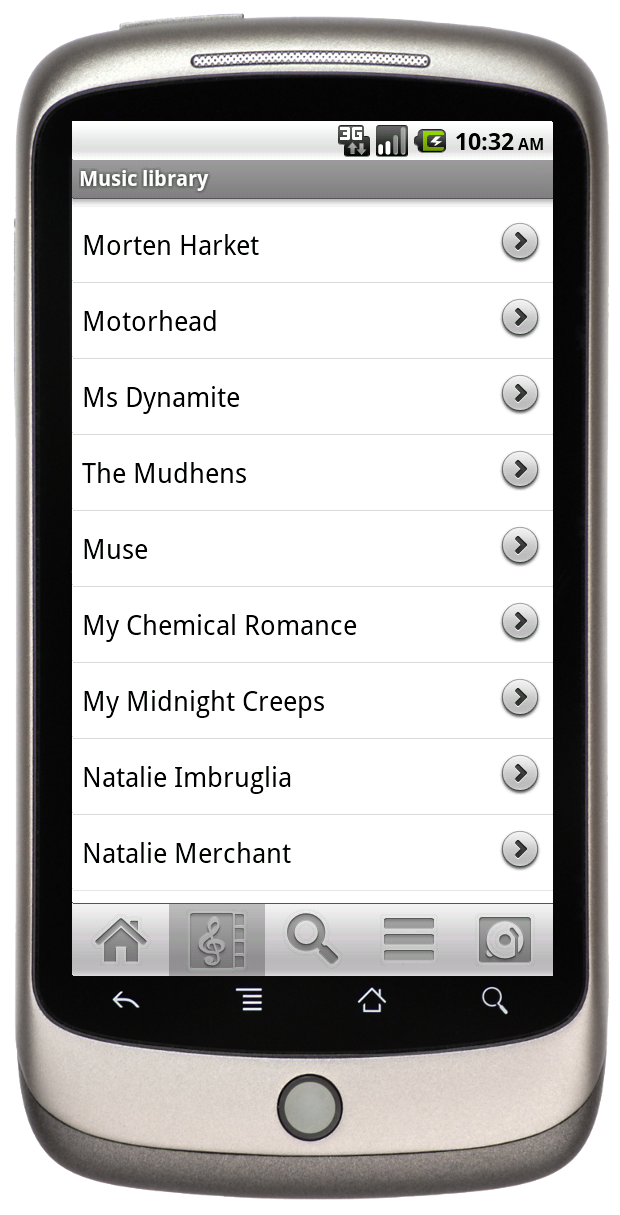 3G
10:32 AM
Music library
Morten Harket
Motorhead
Ms Dynamite
The Mudhens
Muse
My Chemical Romance
My Midnight Creeps
Natalie Imbruglia
Natalie Merchant